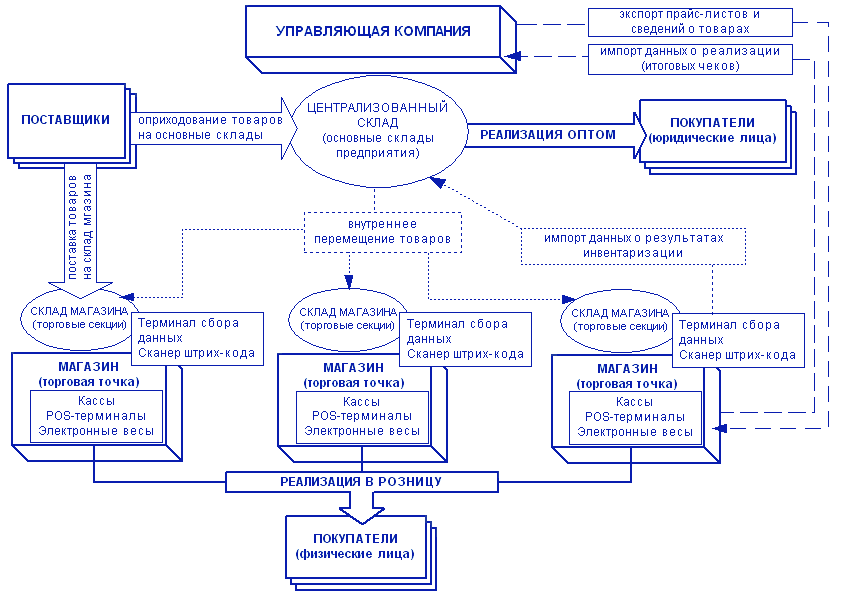 УПРАВЛЯЮЩАЯ КОМПАНИЯ
экспорт прайс-листов и
сведений о товарах
импорт данных о реализации
(итоговых чеков)
ПОСТАВЩИКИ
оприходование товаров
на основные склады
ЦЕНТРАЛИЗОВАННЫЙ
СКЛАД
(основные склады
предприятия)
РЕАЛИЗАЦИЯ ОПТОМ
ПОКУПАТЕЛИ
(юридические лица)
поставка товаров
на склад мгазина
внутреннее
перемещение товаров
импорт данных о результатах
инвентаризации
СКЛАД МАГАЗИНА
(торговые секции)
Терминал сбора
данных
Сканер штрих-кода
МАГАЗИН
(торговая точка)
Кассы
POS-терминалы
Электронные весы
СКЛАД МАГАЗИНА
(торговые секции)
Терминал сбора
данных
Сканер штрих-кода
МАГАЗИН
(торговая точка)
Кассы
POS-терминалы
Электронные весы
СКЛАД МАГАЗИНА
(торговые секции)
Терминал сбора
данных
Сканер штрих-кода
МАГАЗИН
(торговая точка)
Кассы
POS-терминалы
Электронные весы
РЕАЛИЗАЦИЯ В РОЗНИЦУ
ПОКУПАТЕЛИ
(физические лица)